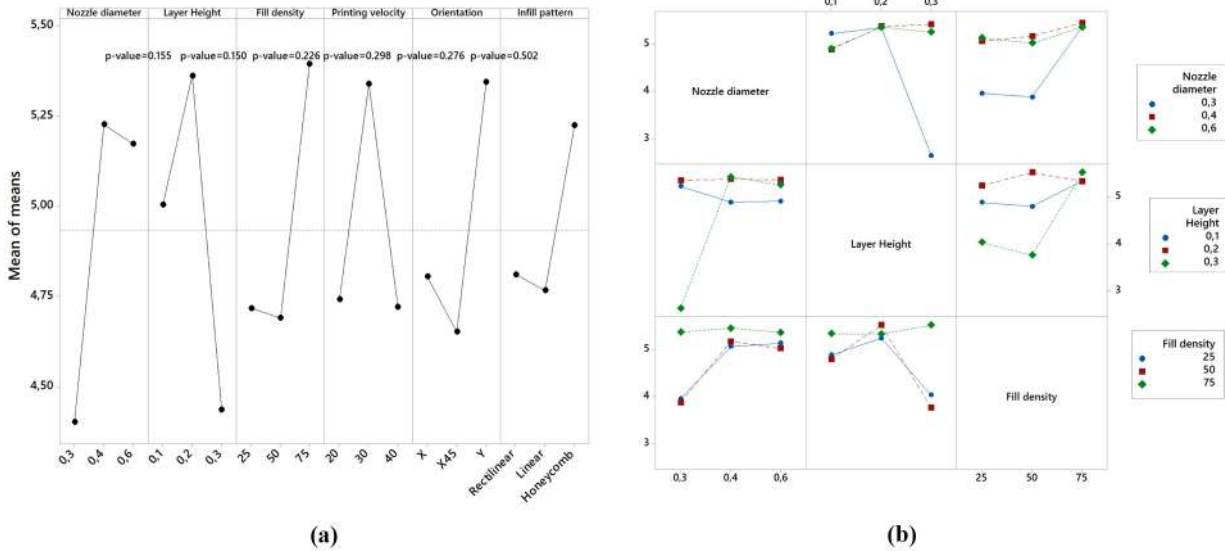 Nozzle diameter Layer Height Fill density Printing velocity Orientation Infill pattern
p-value=0.155 p-value=0.150 p-value=0.226 p-value=0.298 p-value=0.276 p-value=0.502
Mean of means
5,50
5,25
5,00
4,75
4,50
0,3 0,4 0,6 0,1 0,2 0,3 25 50 75 20 30 40 X X45 Y Rectilinear Linear Honeycomb
(a)
0,1 0,2 0,3
5
4
3
Nozzle diameter
Nozzle
diameter
0,3
0,4
0,6
Layer Height
5
4
3
Layer
Height
0,1
0,2
0,3
5
4
3
Fill density
Fill density
25
50
75
0,3 0,4 0,6 25 50 75
(b)